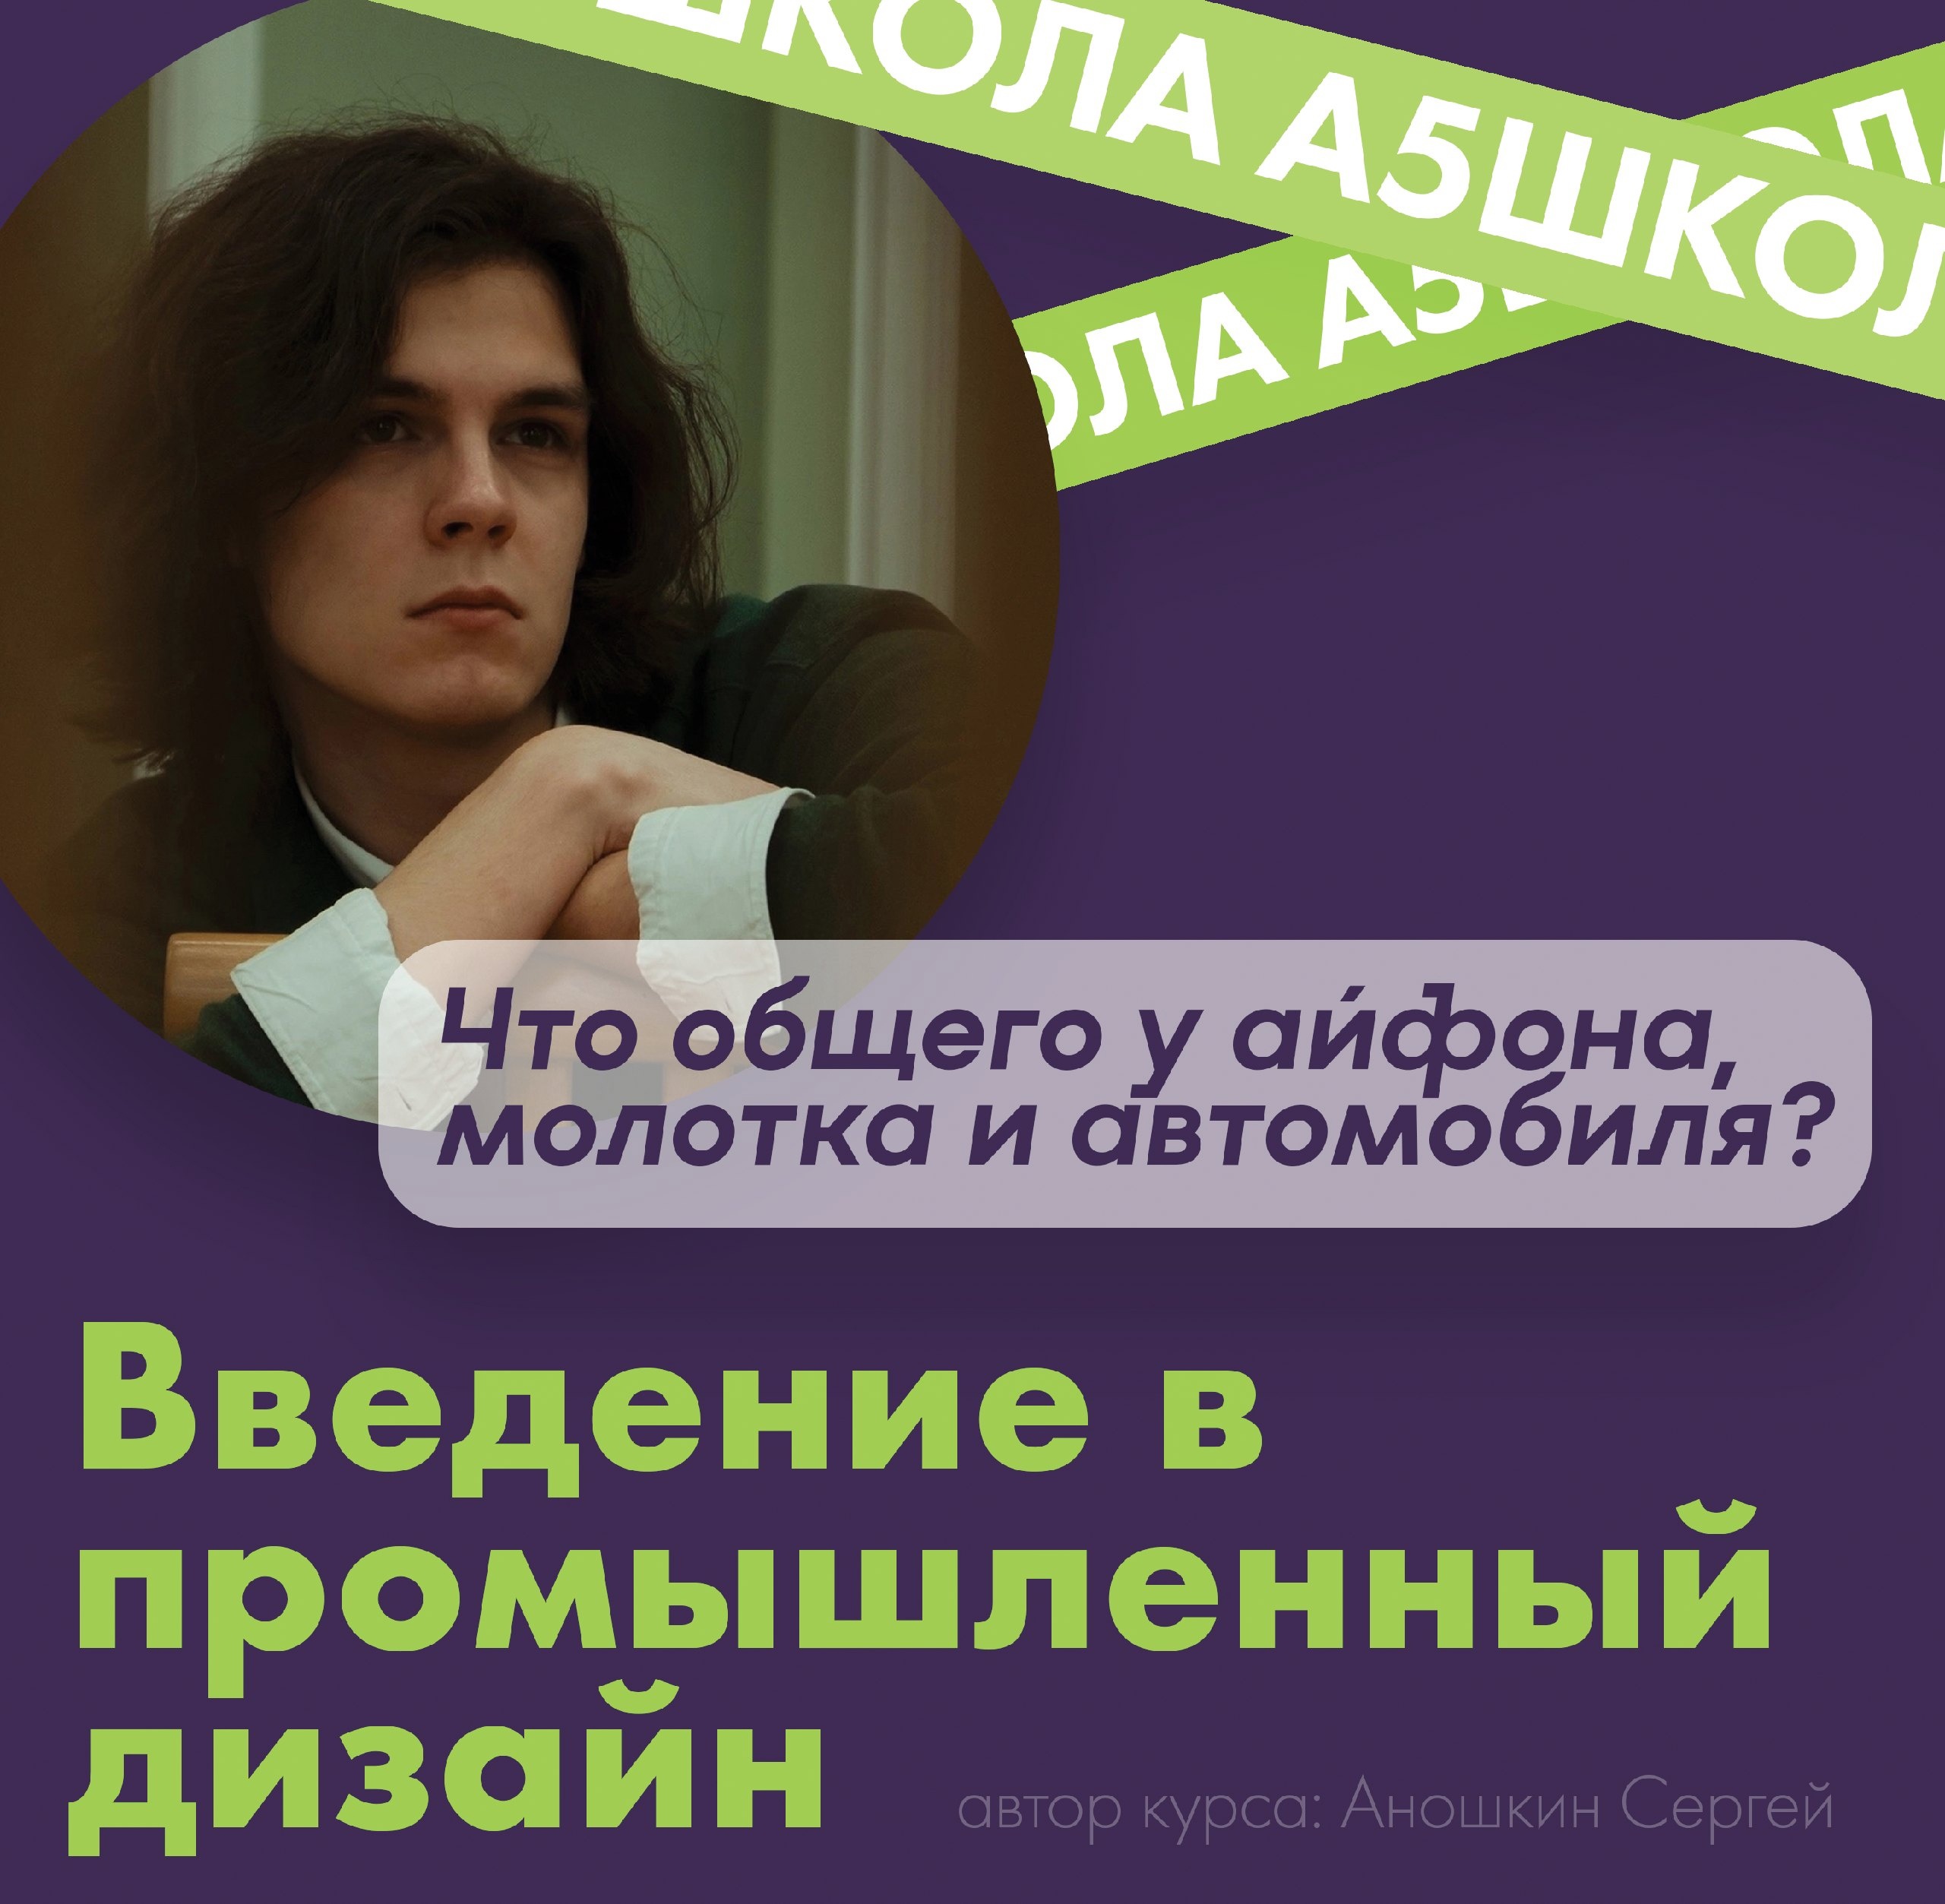 ШКОЛА А5ШКОЛ
ОЛА А5
Что общего у айфона,
молотка и автомобиля?
Введение в
промышленный
дизайн
автор курса: Аношкин Сергей